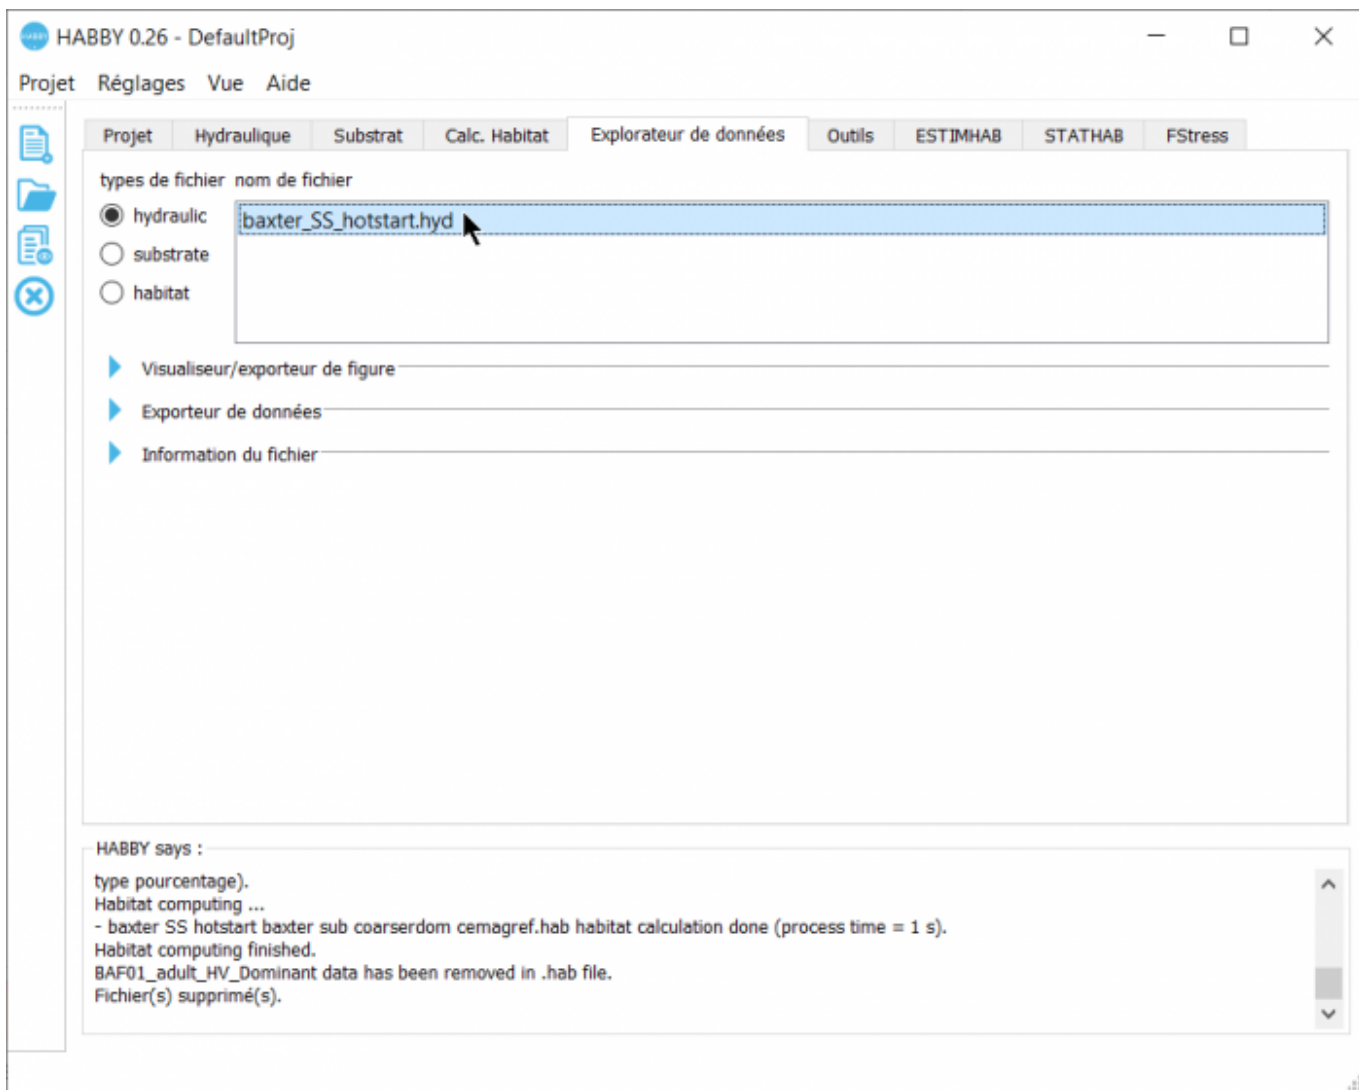 HABBY 0.26 - DefaultProj
Projet Réglages Vue Aide
Projet Hydraulique Substrat Calc. Habitat Explorateur de données Outils ESTIMHAB STATHAB FStress
types de fichier nom de fichier
hydraulic
baxter_SS_hotstart.hyd
substrate
habitat
Visualiseur/exporteur de figure
Exporteur de données
Information du fichier
HABBY says :
type pourcentage).
Habitat computing ...
- baxter SS hotstart baxter sub coarserdom cemagref.hab habitat calculation done (process time = 1 s).
Habitat computing finished.
BAF01_adult_HV_Dominant data has been removed in .hab file.
Fichier(s) supprimé(s).